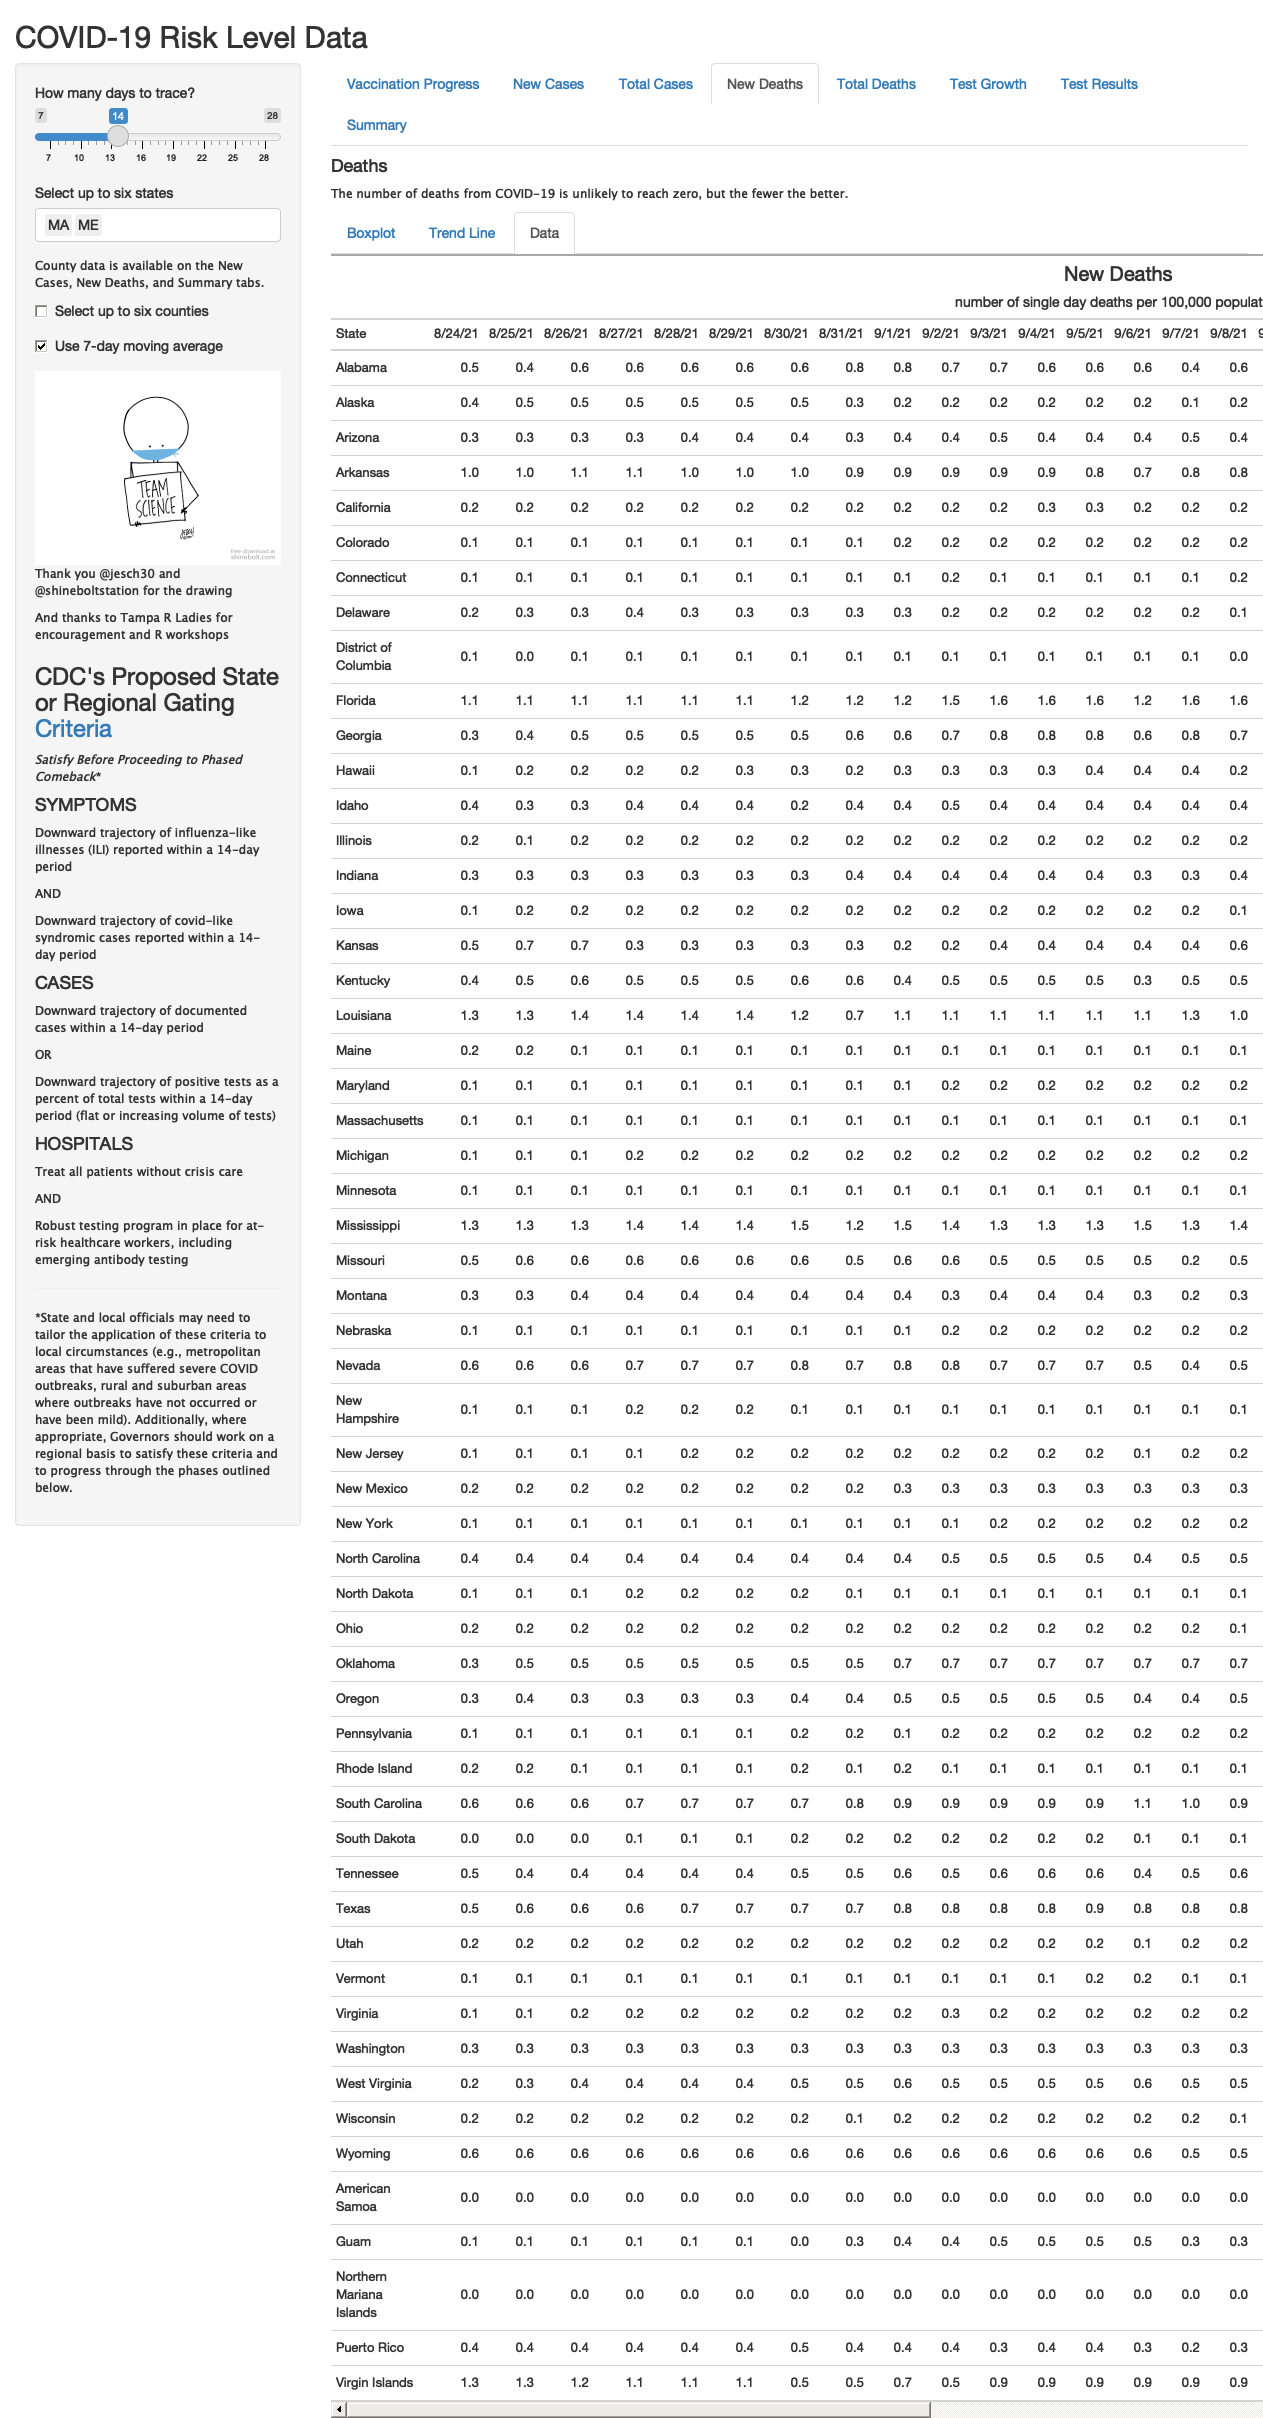 COVID-19 Risk Level Data
How many days to trace?
7 14 28
7 10 13 16 19 22 25 28
Select up to six states
MA ME
County data is available on the New
Cases, New Deaths, and Summary tabs.
Select up to six counties
Use 7-day moving average
TEAM
SCIENCE
free download at
shinebolt.com
Thank you @jesch30 and
@shineboltstation for the drawing
And thanks to Tampa R Ladies for
encouragement and R workshops
CDC's Proposed State
or Regional Gating
Criteria
Satisfy Before Proceeding to Phased
Comeback*
SYMPTOMS
Downward trajectory of influenza-like
illnesses (ILI) reported within a 14-day
period
AND
Downward trajectory of covid-like
syndromic cases reported within a 14-
day period
CASES
Downward trajectory of documented
cases within a 14-day period
OR
Downward trajectory of positive tests as a
percent of total tests within a 14-day
period (flat or increasing volume of tests)
HOSPITALS
Treat all patients without crisis care
AND
Robust testing program in place for at-
risk healthcare workers, including
emerging antibody testing
*State and local officials may need to
tailor the application of these criteria to
local circumstances (e.g., metropolitan
areas that have suffered severe COVID
outbreaks, rural and suburban areas
where outbreaks have not occurred or
have been mild). Additionally, where
appropriate, Governors should work on a
regional basis to satisfy these criteria and
to progress through the phases outlined
below.
Vaccination Progress New Cases Total Cases New Deaths Total Deaths Test Growth Test Results
Summary
Deaths
The number of deaths from COVID-19 is unlikely to reach zero, but the fewer the better.
Boxplot Trend Line Data
New Deaths
number of single day deaths per 100,000 populat
State 8/24/21 8/25/21 8/26/21 8/27/21 8/28/21 8/29/21 8/30/21 8/31/21 9/1/21 9/2/21 9/3/21 9/4/21 9/5/21 9/6/21 9/7/21 9/8/21 9
Alabama 0.5 0.4 0.6 0.6 0.6 0.6 0.6 0.8 0.8 0.7 0.7 0.6 0.6 0.6 0.4 0.6
Alaska 0.4 0.5 0.5 0.5 0.5 0.5 0.5 0.3 0.2 0.2 0.2 0.2 0.2 0.2 0.1 0.2
Arizona 0.3 0.3 0.3 0.3 0.4 0.4 0.4 0.3 0.4 0.4 0.5 0.4 0.4 0.4 0.5 0.4
Arkansas 1.0 1.0 1.1 1.1 1.0 1.0 1.0 0.9 0.9 0.9 0.9 0.9 0.8 0.7 0.8 0.8
California 0.2 0.2 0.2 0.2 0.2 0.2 0.2 0.2 0.2 0.2 0.2 0.3 0.3 0.2 0.2 0.2
Colorado 0.1 0.1 0.1 0.1 0.1 0.1 0.1 0.1 0.2 0.2 0.2 0.2 0.2 0.2 0.2 0.2
Connecticut 0.1 0.1 0.1 0.1 0.1 0.1 0.1 0.1 0.1 0.2 0.1 0.1 0.1 0.1 0.1 0.2
Delaware 0.2 0.3 0.3 0.4 0.3 0.3 0.3 0.3 0.3 0.2 0.2 0.2 0.2 0.2 0.2 0.1
District of
Columbia 0.1 0.0 0.1 0.1 0.1 0.1 0.1 0.1 0.1 0.1 0.1 0.1 0.1 0.1 0.1 0.0
Florida 1.1 1.1 1.1 1.1 1.1 1.1 1.2 1.2 1.2 1.5 1.6 1.6 1.6 1.2 1.6 1.6
Georgia 0.3 0.4 0.5 0.5 0.5 0.5 0.5 0.6 0.6 0.7 0.8 0.8 0.8 0.6 0.8 0.7
Hawaii 0.1 0.2 0.2 0.2 0.2 0.3 0.3 0.2 0.3 0.3 0.3 0.3 0.4 0.4 0.4 0.2
Idaho 0.4 0.3 0.3 0.4 0.4 0.4 0.2 0.4 0.4 0.5 0.4 0.4 0.4 0.4 0.4 0.4
Illinois 0.2 0.1 0.2 0.2 0.2 0.2 0.2 0.2 0.2 0.2 0.2 0.2 0.2 0.2 0.2 0.2
Indiana 0.3 0.3 0.3 0.3 0.3 0.3 0.3 0.4 0.4 0.4 0.4 0.4 0.4 0.3 0.3 0.4
Iowa 0.1 0.2 0.2 0.2 0.2 0.2 0.2 0.2 0.2 0.2 0.2 0.2 0.2 0.2 0.2 0.1
Kansas 0.5 0.7 0.7 0.3 0.3 0.3 0.3 0.3 0.2 0.2 0.4 0.4 0.4 0.4 0.4 0.6
Kentucky 0.4 0.5 0.6 0.5 0.5 0.5 0.6 0.6 0.4 0.5 0.5 0.5 0.5 0.3 0.5 0.5
Louisiana 1.3 1.3 1.4 1.4 1.4 1.4 1.2 0.7 1.1 1.1 1.1 1.1 1.1 1.1 1.3 1.0
Maine 0.2 0.2 0.1 0.1 0.1 0.1 0.1 0.1 0.1 0.1 0.1 0.1 0.1 0.1 0.1 0.1
Maryland 0.1 0.1 0.1 0.1 0.1 0.1 0.1 0.1 0.1 0.2 0.2 0.2 0.2 0.2 0.2 0.2
Massachusetts 0.1 0.1 0.1 0.1 0.1 0.1 0.1 0.1 0.1 0.1 0.1 0.1 0.1 0.1 0.1 0.1
Michigan 0.1 0.1 0.1 0.2 0.2 0.2 0.2 0.2 0.2 0.2 0.2 0.2 0.2 0.2 0.2 0.2
Minnesota 0.1 0.1 0.1 0.1 0.1 0.1 0.1 0.1 0.1 0.1 0.1 0.1 0.1 0.1 0.1 0.1
Mississippi 1.3 1.3 1.3 1.4 1.4 1.4 1.5 1.2 1.5 1.4 1.3 1.3 1.3 1.5 1.3 1.4
Missouri 0.5 0.6 0.6 0.6 0.6 0.6 0.6 0.5 0.6 0.6 0.5 0.5 0.5 0.5 0.2 0.5
Montana 0.3 0.3 0.4 0.4 0.4 0.4 0.4 0.4 0.4 0.3 0.4 0.4 0.4 0.3 0.2 0.3
Nebraska 0.1 0.1 0.1 0.1 0.1 0.1 0.1 0.1 0.1 0.2 0.2 0.2 0.2 0.2 0.2 0.2
Nevada 0.6 0.6 0.6 0.7 0.7 0.7 0.8 0.7 0.8 0.8 0.7 0.7 0.7 0.5 0.4 0.5
New
Hampshire 0.1 0.1 0.1 0.2 0.2 0.2 0.1 0.1 0.1 0.1 0.1 0.1 0.1 0.1 0.1 0.1
New Jersey 0.1 0.1 0.1 0.1 0.2 0.2 0.2 0.2 0.2 0.2 0.2 0.2 0.2 0.1 0.2 0.2
New Mexico 0.2 0.2 0.2 0.2 0.2 0.2 0.2 0.2 0.3 0.3 0.3 0.3 0.3 0.3 0.3 0.3
New York 0.1 0.1 0.1 0.1 0.1 0.1 0.1 0.1 0.1 0.1 0.2 0.2 0.2 0.2 0.2 0.2
North Carolina 0.4 0.4 0.4 0.4 0.4 0.4 0.4 0.4 0.4 0.5 0.5 0.5 0.5 0.4 0.5 0.5
North Dakota 0.1 0.1 0.1 0.2 0.2 0.2 0.2 0.1 0.1 0.1 0.1 0.1 0.1 0.1 0.1 0.1
Ohio 0.2 0.2 0.2 0.2 0.2 0.2 0.2 0.2 0.2 0.2 0.2 0.2 0.2 0.2 0.2 0.1
Oklahoma 0.3 0.5 0.5 0.5 0.5 0.5 0.5 0.5 0.7 0.7 0.7 0.7 0.7 0.7 0.7 0.7
Oregon 0.3 0.4 0.3 0.3 0.3 0.3 0.4 0.4 0.5 0.5 0.5 0.5 0.5 0.4 0.4 0.5
Pennsylvania 0.1 0.1 0.1 0.1 0.1 0.1 0.2 0.2 0.1 0.2 0.2 0.2 0.2 0.2 0.2 0.2
Rhode Island 0.2 0.2 0.1 0.1 0.1 0.1 0.2 0.1 0.2 0.1 0.1 0.1 0.1 0.1 0.1 0.1
South Carolina 0.6 0.6 0.6 0.7 0.7 0.7 0.7 0.8 0.9 0.9 0.9 0.9 0.9 1.1 1.0 0.9
South Dakota 0.0 0.0 0.0 0.1 0.1 0.1 0.2 0.2 0.2 0.2 0.2 0.2 0.2 0.1 0.1 0.1
Tennessee 0.5 0.4 0.4 0.4 0.4 0.4 0.5 0.5 0.6 0.5 0.6 0.6 0.6 0.4 0.5 0.6
Texas 0.5 0.6 0.6 0.6 0.7 0.7 0.7 0.7 0.8 0.8 0.8 0.8 0.9 0.8 0.8 0.8
Utah 0.2 0.2 0.2 0.2 0.2 0.2 0.2 0.2 0.2 0.2 0.2 0.2 0.2 0.1 0.2 0.2
Vermont 0.1 0.1 0.1 0.1 0.1 0.1 0.1 0.1 0.1 0.1 0.1 0.1 0.2 0.2 0.1 0.1
Virginia 0.1 0.1 0.2 0.2 0.2 0.2 0.2 0.2 0.2 0.3 0.2 0.2 0.2 0.2 0.2 0.2
Washington 0.3 0.3 0.3 0.3 0.3 0.3 0.3 0.3 0.3 0.3 0.3 0.3 0.3 0.3 0.3 0.3
West Virginia 0.2 0.3 0.4 0.4 0.4 0.4 0.5 0.5 0.6 0.5 0.5 0.5 0.5 0.6 0.5 0.5
Wisconsin 0.2 0.2 0.2 0.2 0.2 0.2 0.2 0.1 0.2 0.2 0.2 0.2 0.2 0.2 0.2 0.1
Wyoming 0.6 0.6 0.6 0.6 0.6 0.6 0.6 0.6 0.6 0.6 0.6 0.6 0.6 0.6 0.5 0.5
American
Samoa 0.0 0.0 0.0 0.0 0.0 0.0 0.0 0.0 0.0 0.0 0.0 0.0 0.0 0.0 0.0 0.0
Guam 0.1 0.1 0.1 0.1 0.1 0.1 0.0 0.3 0.4 0.4 0.5 0.5 0.5 0.5 0.3 0.3
Northern
Mariana 0.0 0.0 0.0 0.0 0.0 0.0 0.0 0.0 0.0 0.0 0.0 0.0 0.0 0.0 0.0 0.0
Islands
Puerto Rico 0.4 0.4 0.4 0.4 0.4 0.4 0.5 0.4 0.4 0.4 0.3 0.4 0.4 0.3 0.2 0.3
Virgin Islands 1.3 1.3 1.2 1.1 1.1 1.1 0.5 0.5 0.7 0.5 0.9 0.9 0.9 0.9 0.9 0.9